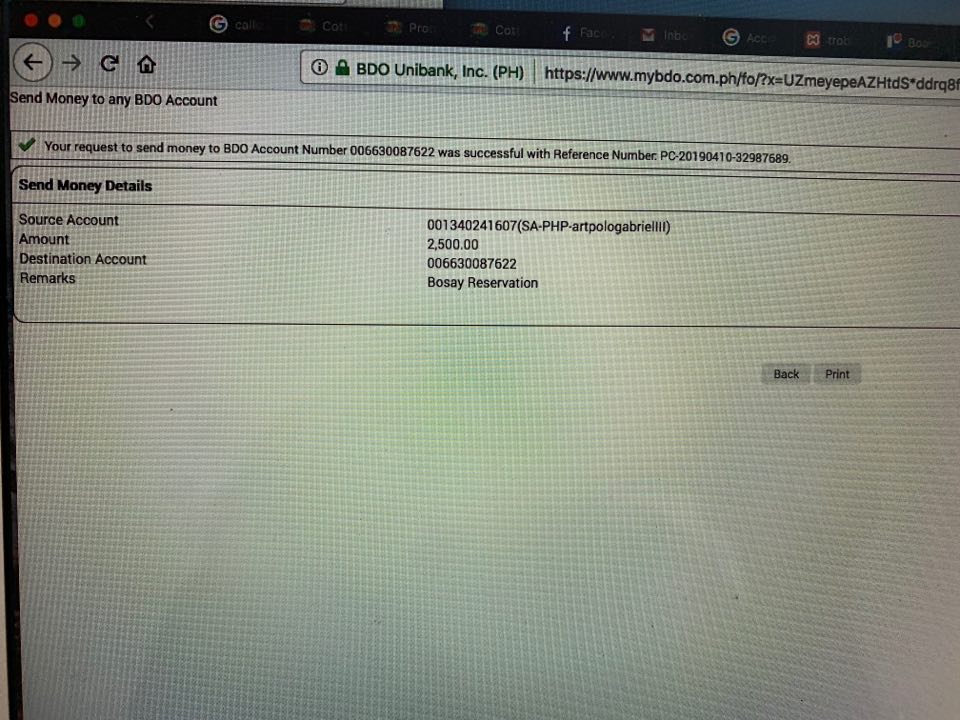 call
Cott
Pro
Cott
Face
Inbo
Acc
trob
Boa
BDO Unibank, Inc. (PH) https://www.mybdo.com.ph/fo/?x=UZmeyepeAZHtdS*ddrq8f
Send Money to any BDO Account
Your request to send money to BDO Account Number 006630087622 was successful with Reference Number: PC-20190410-32987689.
Send Money Details
Source Account 001340241607(SA-PHP-artpologabrielIII)
Amount 2,500.00
Destination Account 006630087622
Remarks Bosay Reservation
Back Print